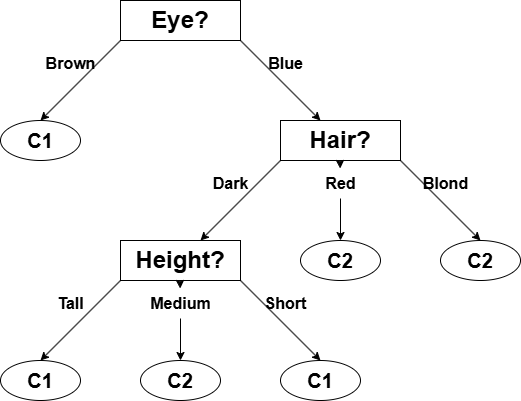 Eye?
Brown
Blue
C1
Hair?
Dark
Red
Blond
Height?
C2
C2
Tall
Medium
Short
C1
C2
C1